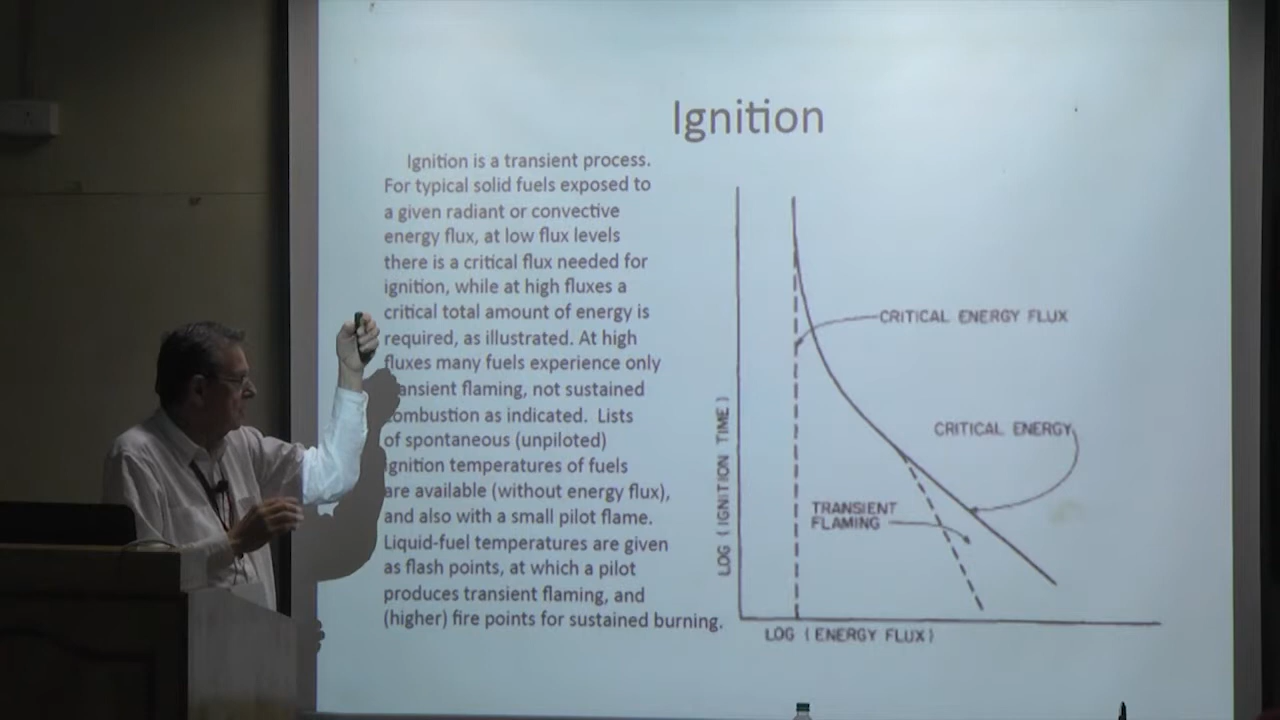 Ignition
Ignition is a transient process.
For typical solid fuels exposed to
a given radiant or convective
energy flux, at low flux levels
there is a critical flux needed for
ignition, while at high fluxes a
critical total amount of energy is
required, as illustrated. At high
fluxes many fuels experience only
ansient flaming, not sustained
ombustion as indicated. Lists
of spontaneous (unpiloted)
ignition temperatures of fuels
are available (without energy flux),
and also with a small pilot flame.
Liquid-fuel temperatures are given
as flash points, at which a pilot
produces transient flaming, and
(higher) fire points for sustained burning.
CRITICAL ENERGY FLUX
CRITICAL ENERGY
TRANSIENT
FLAMING
LOG (IGNITION TIME)
LOG (ENERGY FLUX)